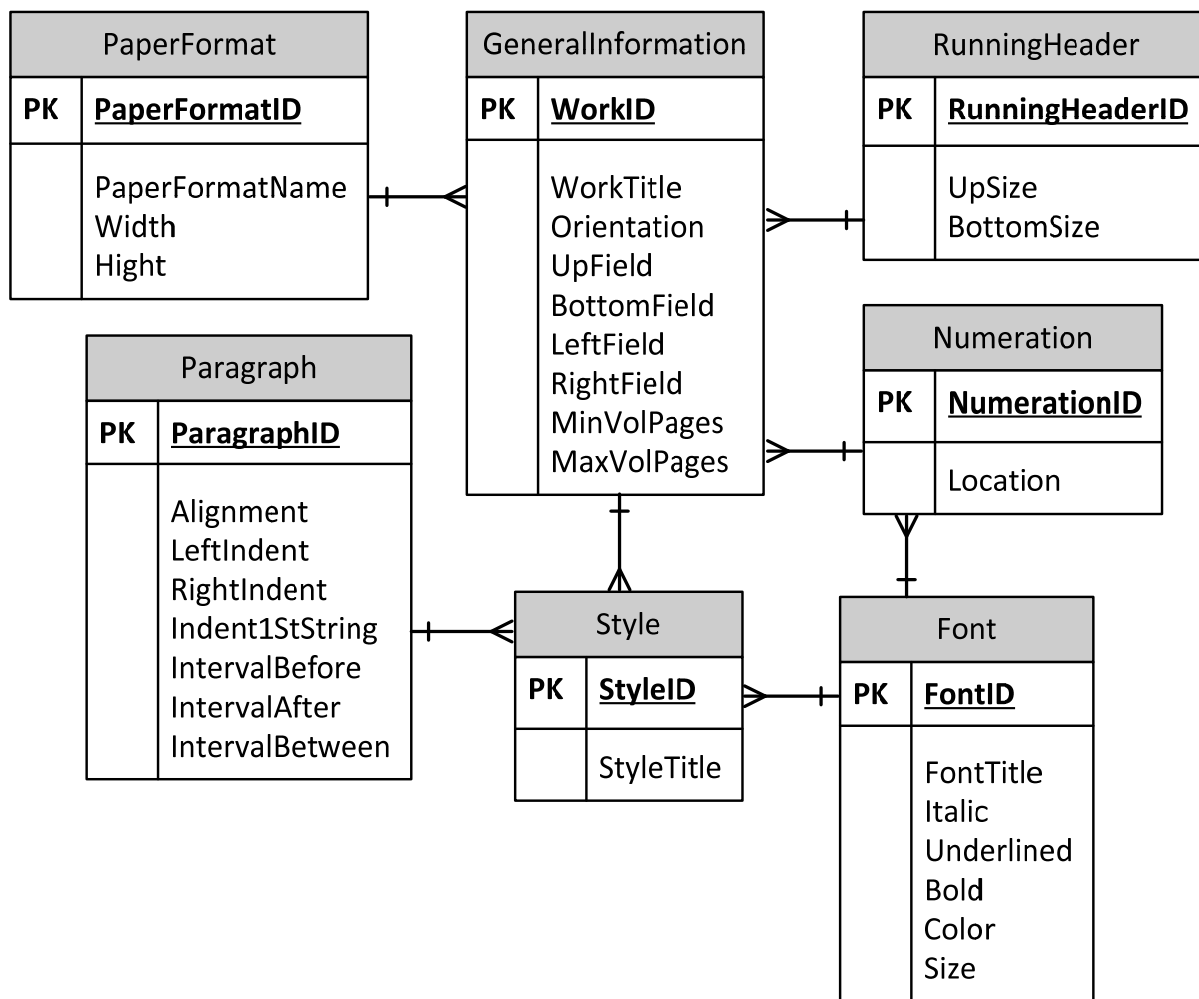 PaperFormat
PK PaperFormatID
PaperFormatName
Width
Hight
GeneralInformation
PK WorkID
WorkTitle
Orientation
UpField
BottomField
LeftField
RightField
MinVolPages
MaxVolPages
RunningHeader
PK RunningHeaderID
UpSize
BottomSize
Numeration
PK NumerationID
Location
Paragraph
PK ParagraphID
Alignment
LeftIndent
RightIndent
Indent1StString
IntervalBefore
IntervalAfter
IntervalBetween
Style
PK StyleID
StyleTitle
Font
PK FontID
FontTitle
Italic
Underlined
Bold
Color
Size